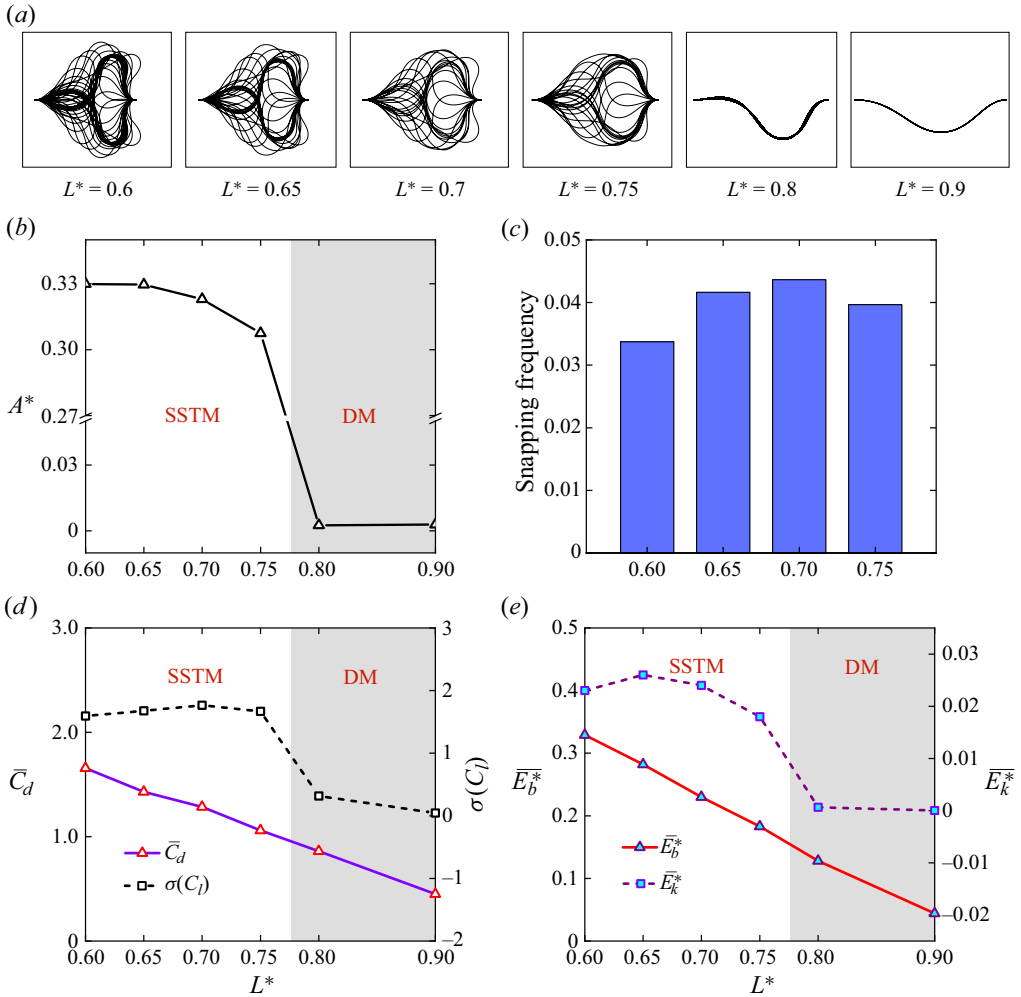 (a)
L* = 0.6 L* = 0.65 L* = 0.7 L* = 0.75 L* = 0.8 L* = 0.9
(b)
A*
0.33
0.30
0.27
0.03
0
SSTM DM
0.60 0.65 0.70 0.75 0.80 0.90
(c)
Snapping frequency
0.05
0.04
0.03
0.02
0.01
0
0.60 0.65 0.70 0.75
(d)
C̅d
3.0
2.0
1.0
0
SSTM DM
C̅d
σ(Cl)
3
2
1
0
−1
−2
σ(Cl)
0.60 0.65 0.70 0.75 0.80 0.90
L*
(e)
E̅b*
0.5
0.4
0.3
0.2
0.1
0
SSTM DM
E̅b*
E̅k*
0.03
0.02
0.01
0
−0.01
−0.02
E̅k*
0.60 0.65 0.70 0.75 0.80 0.90
L*